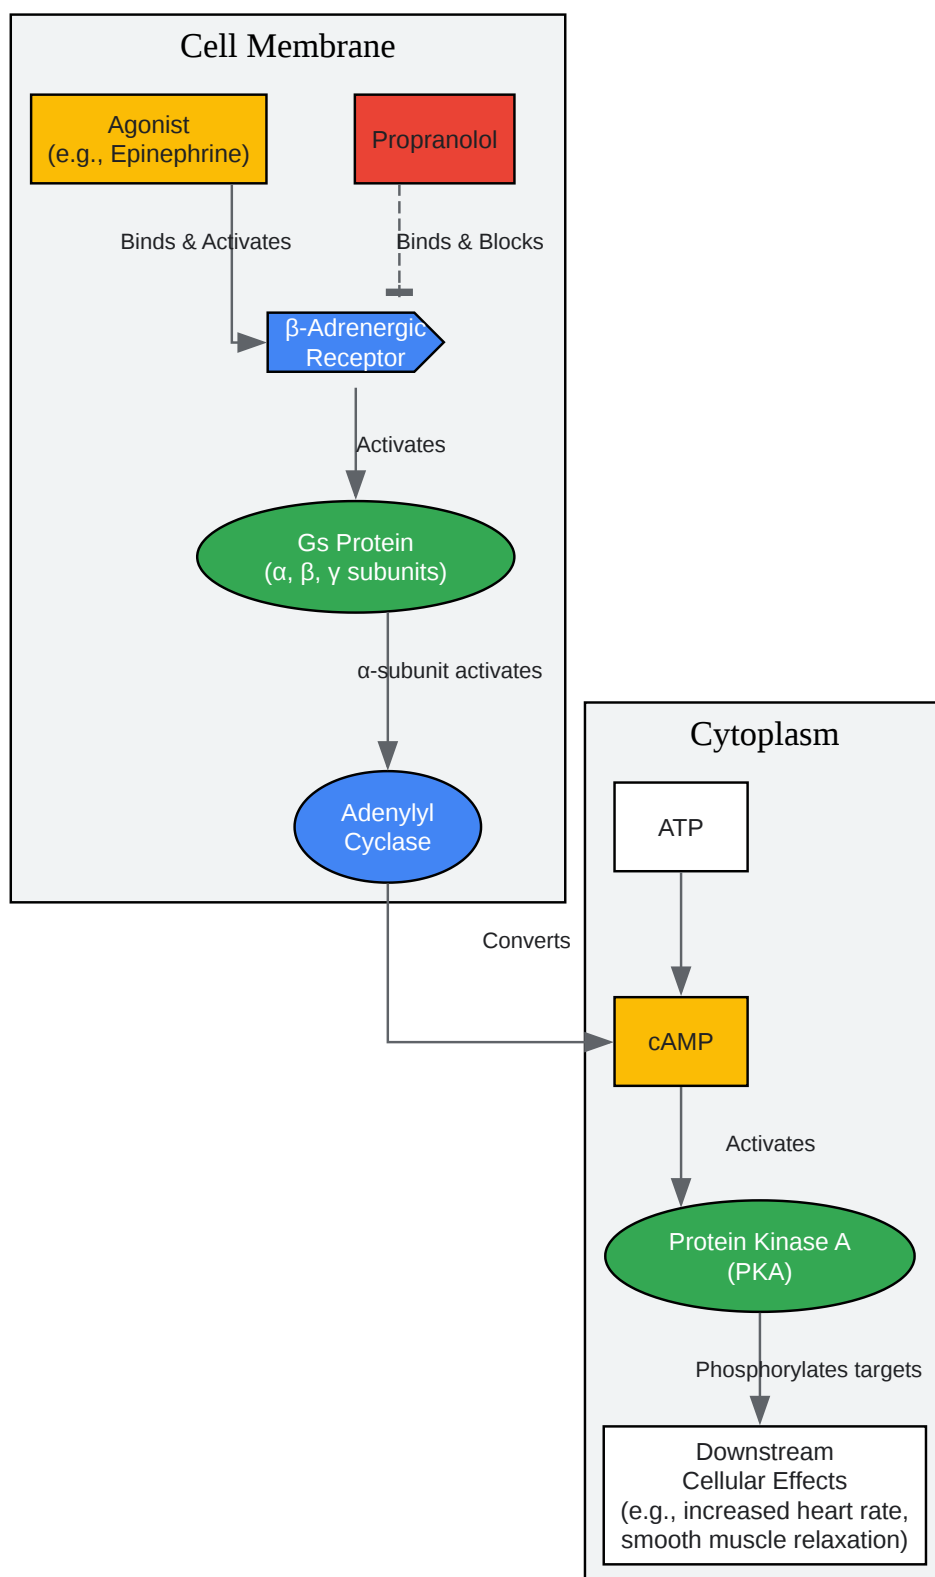 Cell Membrane
Agonist
(e.g., Epinephrine)
Propranolol
Binds & Activates
Binds & Blocks
β-Adrenergic
Receptor
Activates
Gs Protein
(α, β, γ subunits)
α-subunit activates
Adenylyl
Cyclase
Converts
Cytoplasm
ATP
cAMP
Activates
Protein Kinase A
(PKA)
Phosphorylates targets
Downstream
Cellular Effects
(e.g., increased heart rate,
smooth muscle relaxation)